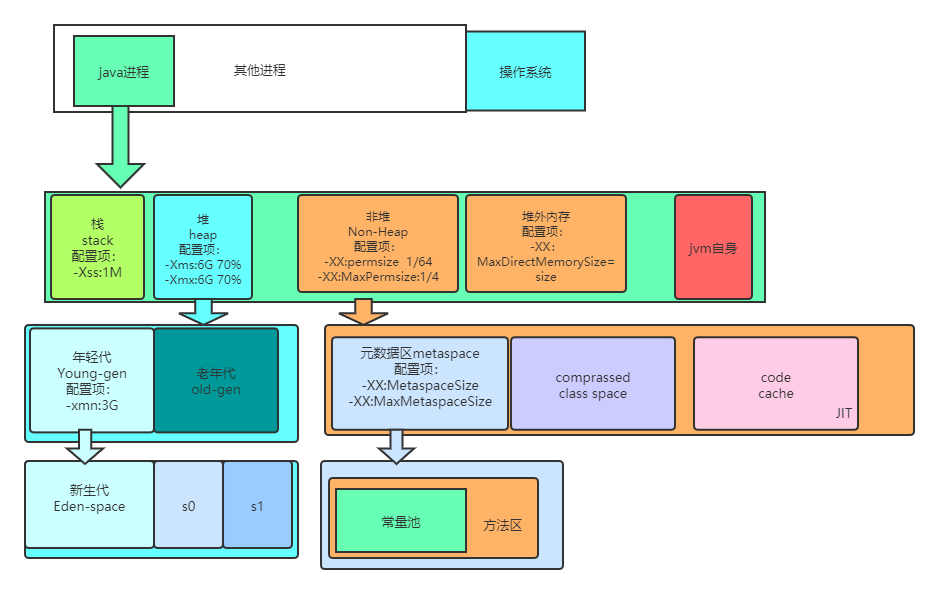 java进程
其他进程
操作系统
栈
stack
配置项：
-Xss:1M
堆
heap
配置项：
-Xms:6G 70%
-Xmx:6G 70%
非堆
Non-Heap
配置项：
-XX:permsize 1/64
-XX:MaxPermsize:1/4
堆外内存
配置项：
-XX:
MaxDirectMemorySize=
size
jvm自身
年轻代
Young-gen
配置项：
-xmn:3G
老年代
old-gen
元数据区metaspace
配置项：
-XX:MetaspaceSize
-XX:MaxMetaspaceSize
comprassed
class space
code
cache
JIT
新生代
Eden-space
s0
s1
常量池
方法区